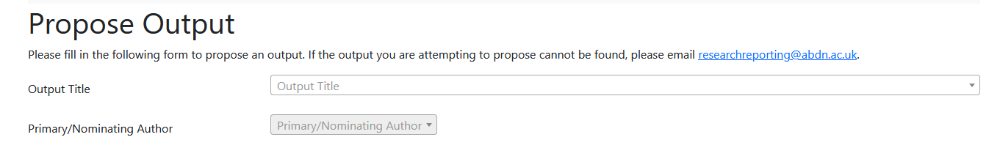 Propose Output
Please fill in the following form to propose an output. If the output you are attempting to propose cannot be found, please email researchreporting@abdn.ac.uk.
Output Title
Output Title
Primary/Nominating Author
Primary/Nominating Author